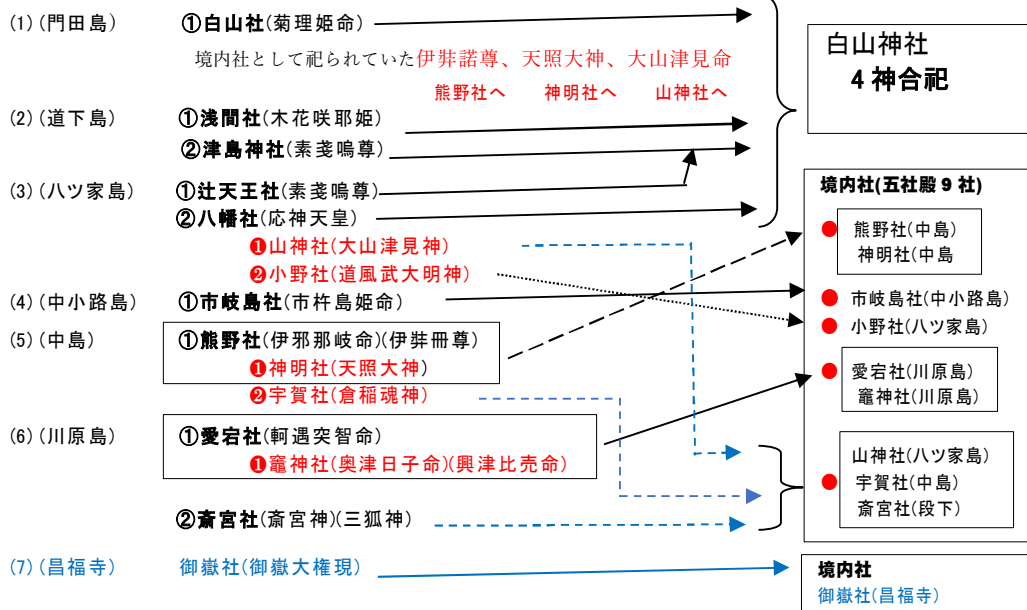 (1) (門田島) ①白山社(菊理姫命)
境内社として祀られていた伊弉諾尊、天照大神、大山津見命
熊野社へ 神明社へ 山神社へ
(2) (道下島) ①浅間社(木花咲耶姫)
②津島神社(素戔嗚尊)
(3) (八ツ家島) ①辻天王社(素戔嗚尊)
②八幡社(応神天皇)
❶山神社(大山津見神)
❷小野社(道風武大明神)
(4) (中小路島) ①市岐島社(市杵島姫命)
(5) (中島) ①熊野社(伊邪那岐命)(伊弉冊尊)
❶神明社(天照大神)
❷宇賀社(倉稲魂神)
(6) (川原島) ①愛宕社(軻遇突智命)
❶竈神社(奥津日子命)(興津比売命)
②斎宮社(斎宮神)(三狐神)
(7) (昌福寺) 御嶽社(御嶽大権現)
白山神社
4神合祀
境内社(五社殿9社)
熊野社(中島)
神明社(中島
市岐島社(中小路島)
小野社(八ツ家島)
愛宕社(川原島)
竈神社(川原島)
山神社(八ツ家島)
宇賀社(中島)
斎宮社(段下)
境内社
御嶽社(昌福寺)